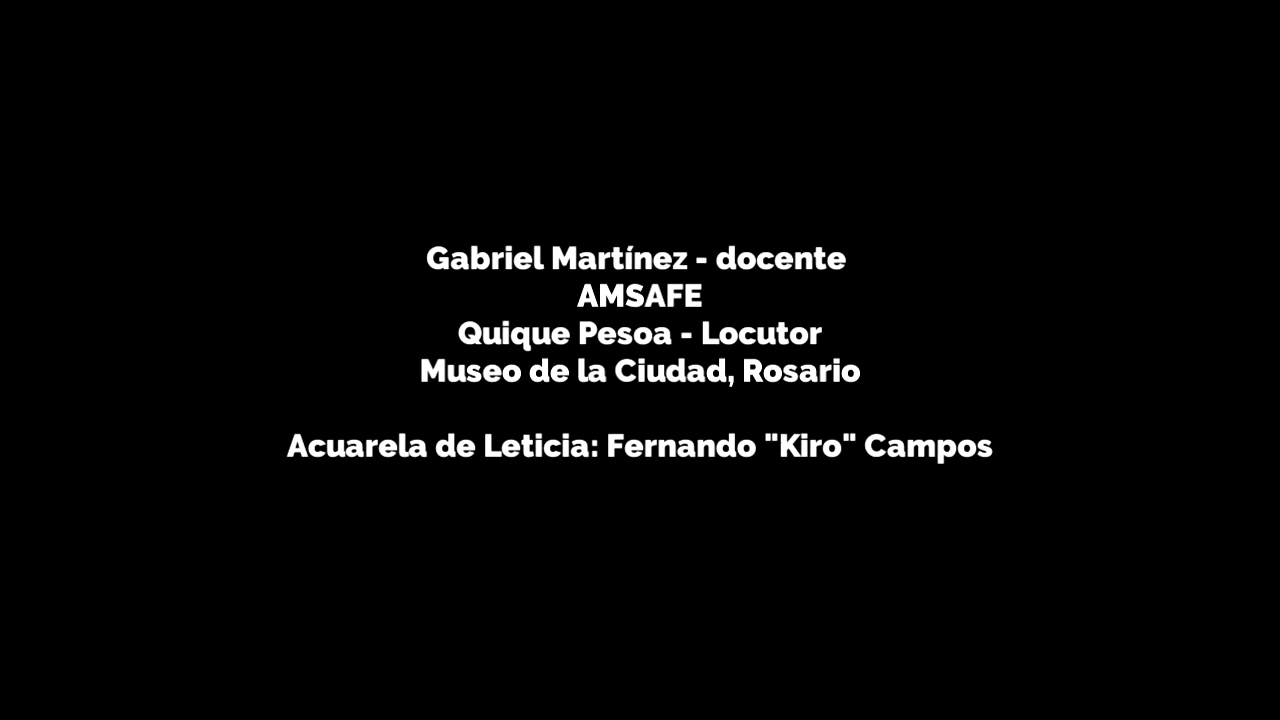 Gabriel Martínez - docente
AMSAFE
Quique Pesoa - Locutor
Museo de la Ciudad, Rosario
Acuarela de Leticia: Fernando "Kiro" Campos